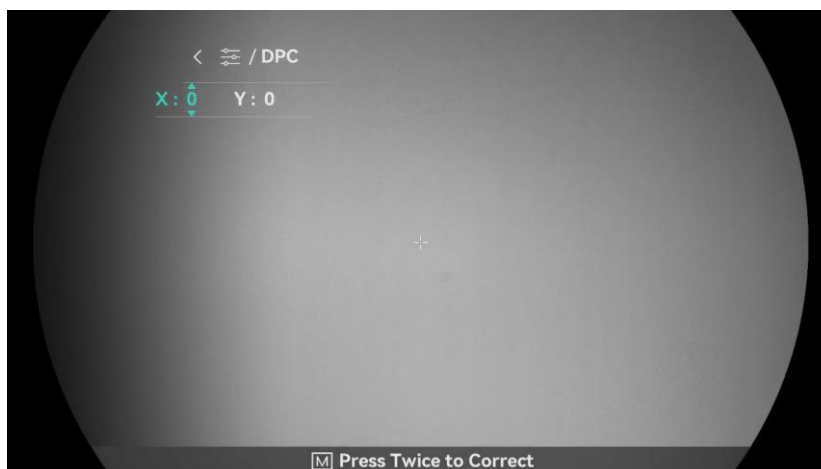 / DPC
X: 0 Y: 0
M Press Twice to Correct